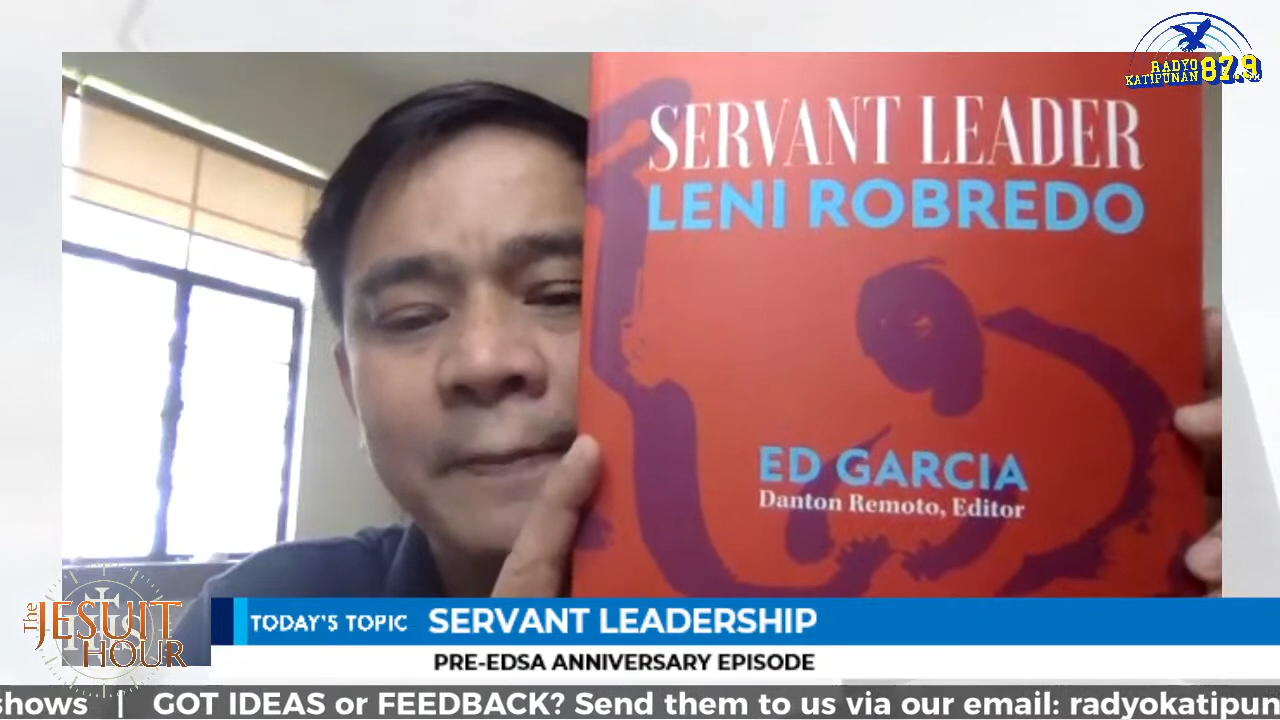 RADYO
KATIPUNAN 87.9
SERVANT LEADER
LENI ROBREDO
ED GARCIA
Danton Remoto, Editor
The
JESUIT
HOUR
TODAY'S TOPIC SERVANT LEADERSHIP
PRE-EDSA ANNIVERSARY EPISODE
shows | GOT IDEAS or FEEDBACK? Send them to us via our email: radyokatipun